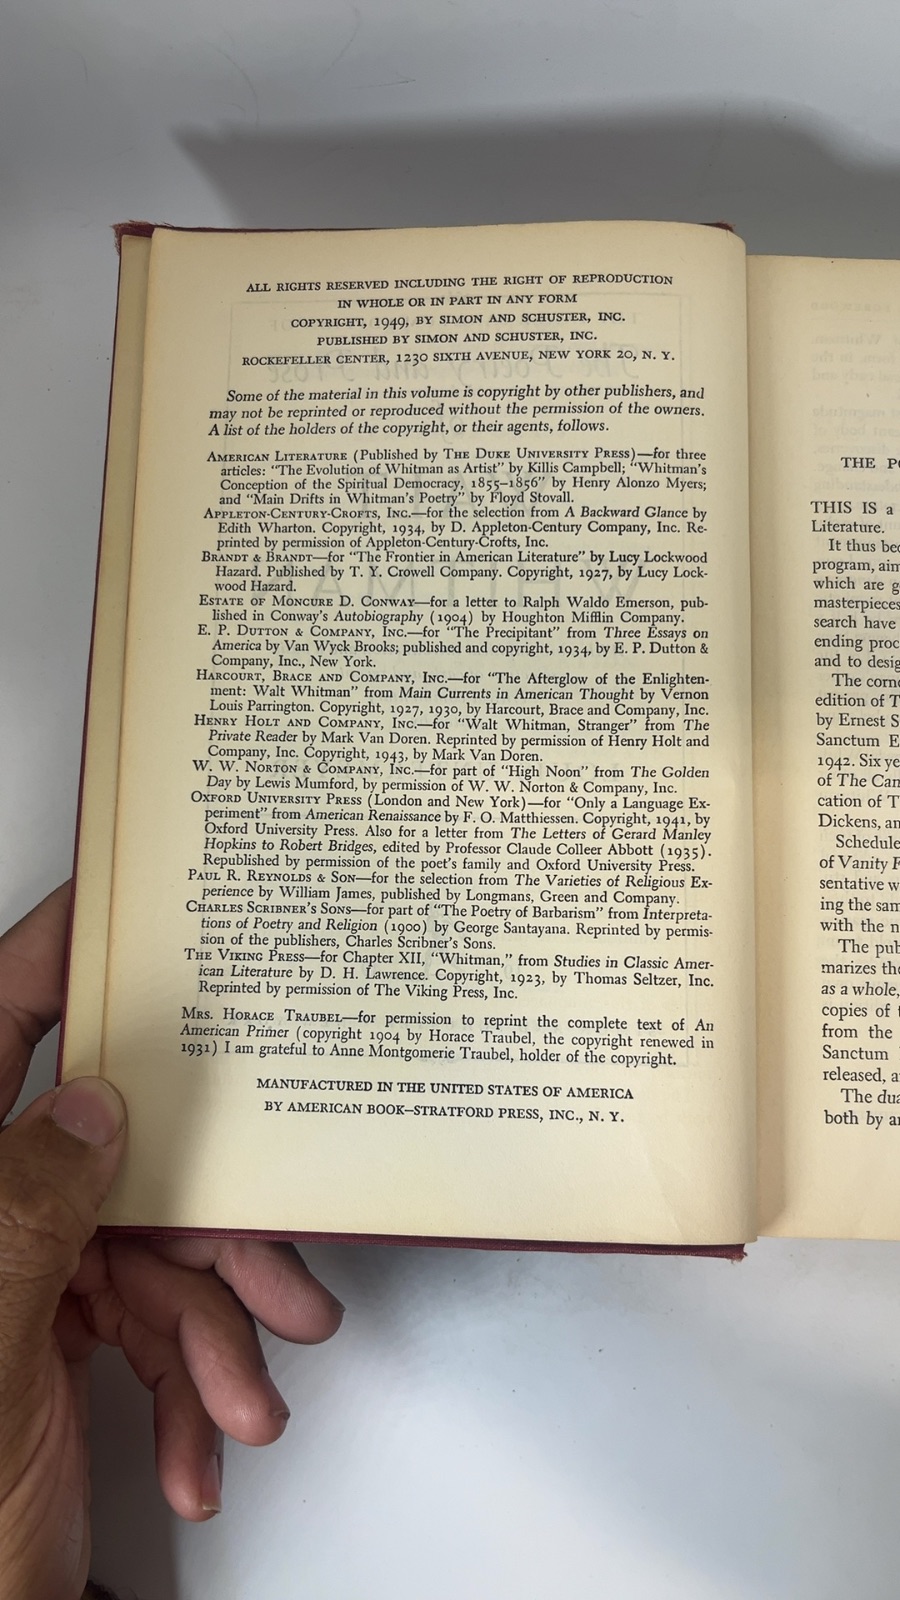 ALL RIGHTS RESERVED INCLUDING THE RIGHT OF REPRODUCTION
IN WHOLE OR IN PART IN ANY FORM
COPYRIGHT, 1949, BY SIMON AND SCHUSTER, INC.
PUBLISHED BY SIMON AND SCHUSTER, INC.
ROCKEFELLER CENTER, 1230 SIXTH AVENUE, NEW YORK 20, N. Y.
Some of the material in this volume is copyright by other publishers, and
may not be reprinted or reproduced without the permission of the owners.
A list of the holders of the copyright, or their agents, follows.
AMERICAN LITERATURE (Published by THE DUKE UNIVERSITY PRESS)—for three
articles: "The Evolution of Whitman as Artist" by Killis Campbell; "Whitman's
Conception of the Spiritual Democracy, 1855–1856" by Henry Alonzo Myers;
and "Main Drifts in Whitman's Poetry" by Floyd Stovall.
APPLETON-CENTURY-CROFTS, INC.—for the selection from A Backward Glance by
Edith Wharton. Copyright, 1934, by D. Appleton-Century Company, Inc. Re-
printed by permission of Appleton-Century-Crofts, Inc.
BRANDT & BRANDT—for "The Frontier in American Literature" by Lucy Lockwood
Hazard. Published by T. Y. Crowell Company. Copyright, 1927, by Lucy Lock-
wood Hazard.
ESTATE OF MONCURE D. CONWAY—for a letter to Ralph Waldo Emerson, pub-
lished in Conway's Autobiography (1904) by Houghton Mifflin Company.
E. P. DUTTON & COMPANY, INC.—for "The Precipitant" from Three Essays on
America by Van Wyck Brooks; published and copyright, 1934, by E. P. Dutton &
Company, Inc., New York.
HARCOURT, BRACE AND COMPANY, INC.—for "The Afterglow of the Enlighten-
ment: Walt Whitman" from Main Currents in American Thought by Vernon
Louis Parrington. Copyright, 1927, 1930, by Harcourt, Brace and Company, Inc.
HENRY HOLT AND COMPANY, INC.—for "Walt Whitman, Stranger" from The
Private Reader by Mark Van Doren. Reprinted by permission of Henry Holt and
Company, Inc. Copyright, 1943, by Mark Van Doren.
W. W. NORTON & COMPANY, INC.—for part of "High Noon" from The Golden
Day by Lewis Mumford, by permission of W. W. Norton & Company, Inc.
OXFORD UNIVERSITY PRESS (London and New York)—for "Only a Language Ex-
periment" from American Renaissance by F. O. Matthiessen. Copyright, 1941, by
Oxford University Press. Also for a letter from The Letters of Gerard Manley
Hopkins to Robert Bridges, edited by Professor Claude Colleer Abbott (1935).
Republished by permission of the poet's family and Oxford University Press.
PAUL R. REYNOLDS & SON—for the selection from The Varieties of Religious Ex-
perience by William James, published by Longmans, Green and Company.
CHARLES SCRIBNER'S SONS—for part of "The Poetry of Barbarism" from Interpreta-
tions of Poetry and Religion (1900) by George Santayana. Reprinted by permis-
sion of the publishers, Charles Scribner's Sons.
THE VIKING PRESS—for Chapter XII, "Whitman," from Studies in Classic Amer-
ican Literature by D. H. Lawrence. Copyright, 1923, by Thomas Seltzer, Inc.
Reprinted by permission of The Viking Press, Inc.
MRS. HORACE TRAUBEL—for permission to reprint the complete text of An
American Primer (copyright 1904 by Horace Traubel, the copyright renewed in
1931) I am grateful to Anne Montgomerie Traubel, holder of the copyright.
MANUFACTURED IN THE UNITED STATES OF AMERICA
BY AMERICAN BOOK–STRATFORD PRESS, INC., N. Y.
THE
THIS IS a
Literature.
It thus
program,
which are
masterpieces
search have
ending
and to
The
edition of
by Ernest
Sanctum
1942. Six
of The
cation of
Dickens,
of Vanity
sentative
ing the
with the
The
marizes
as a whole,
copies of
from the
Sanctum
released,
The
both by